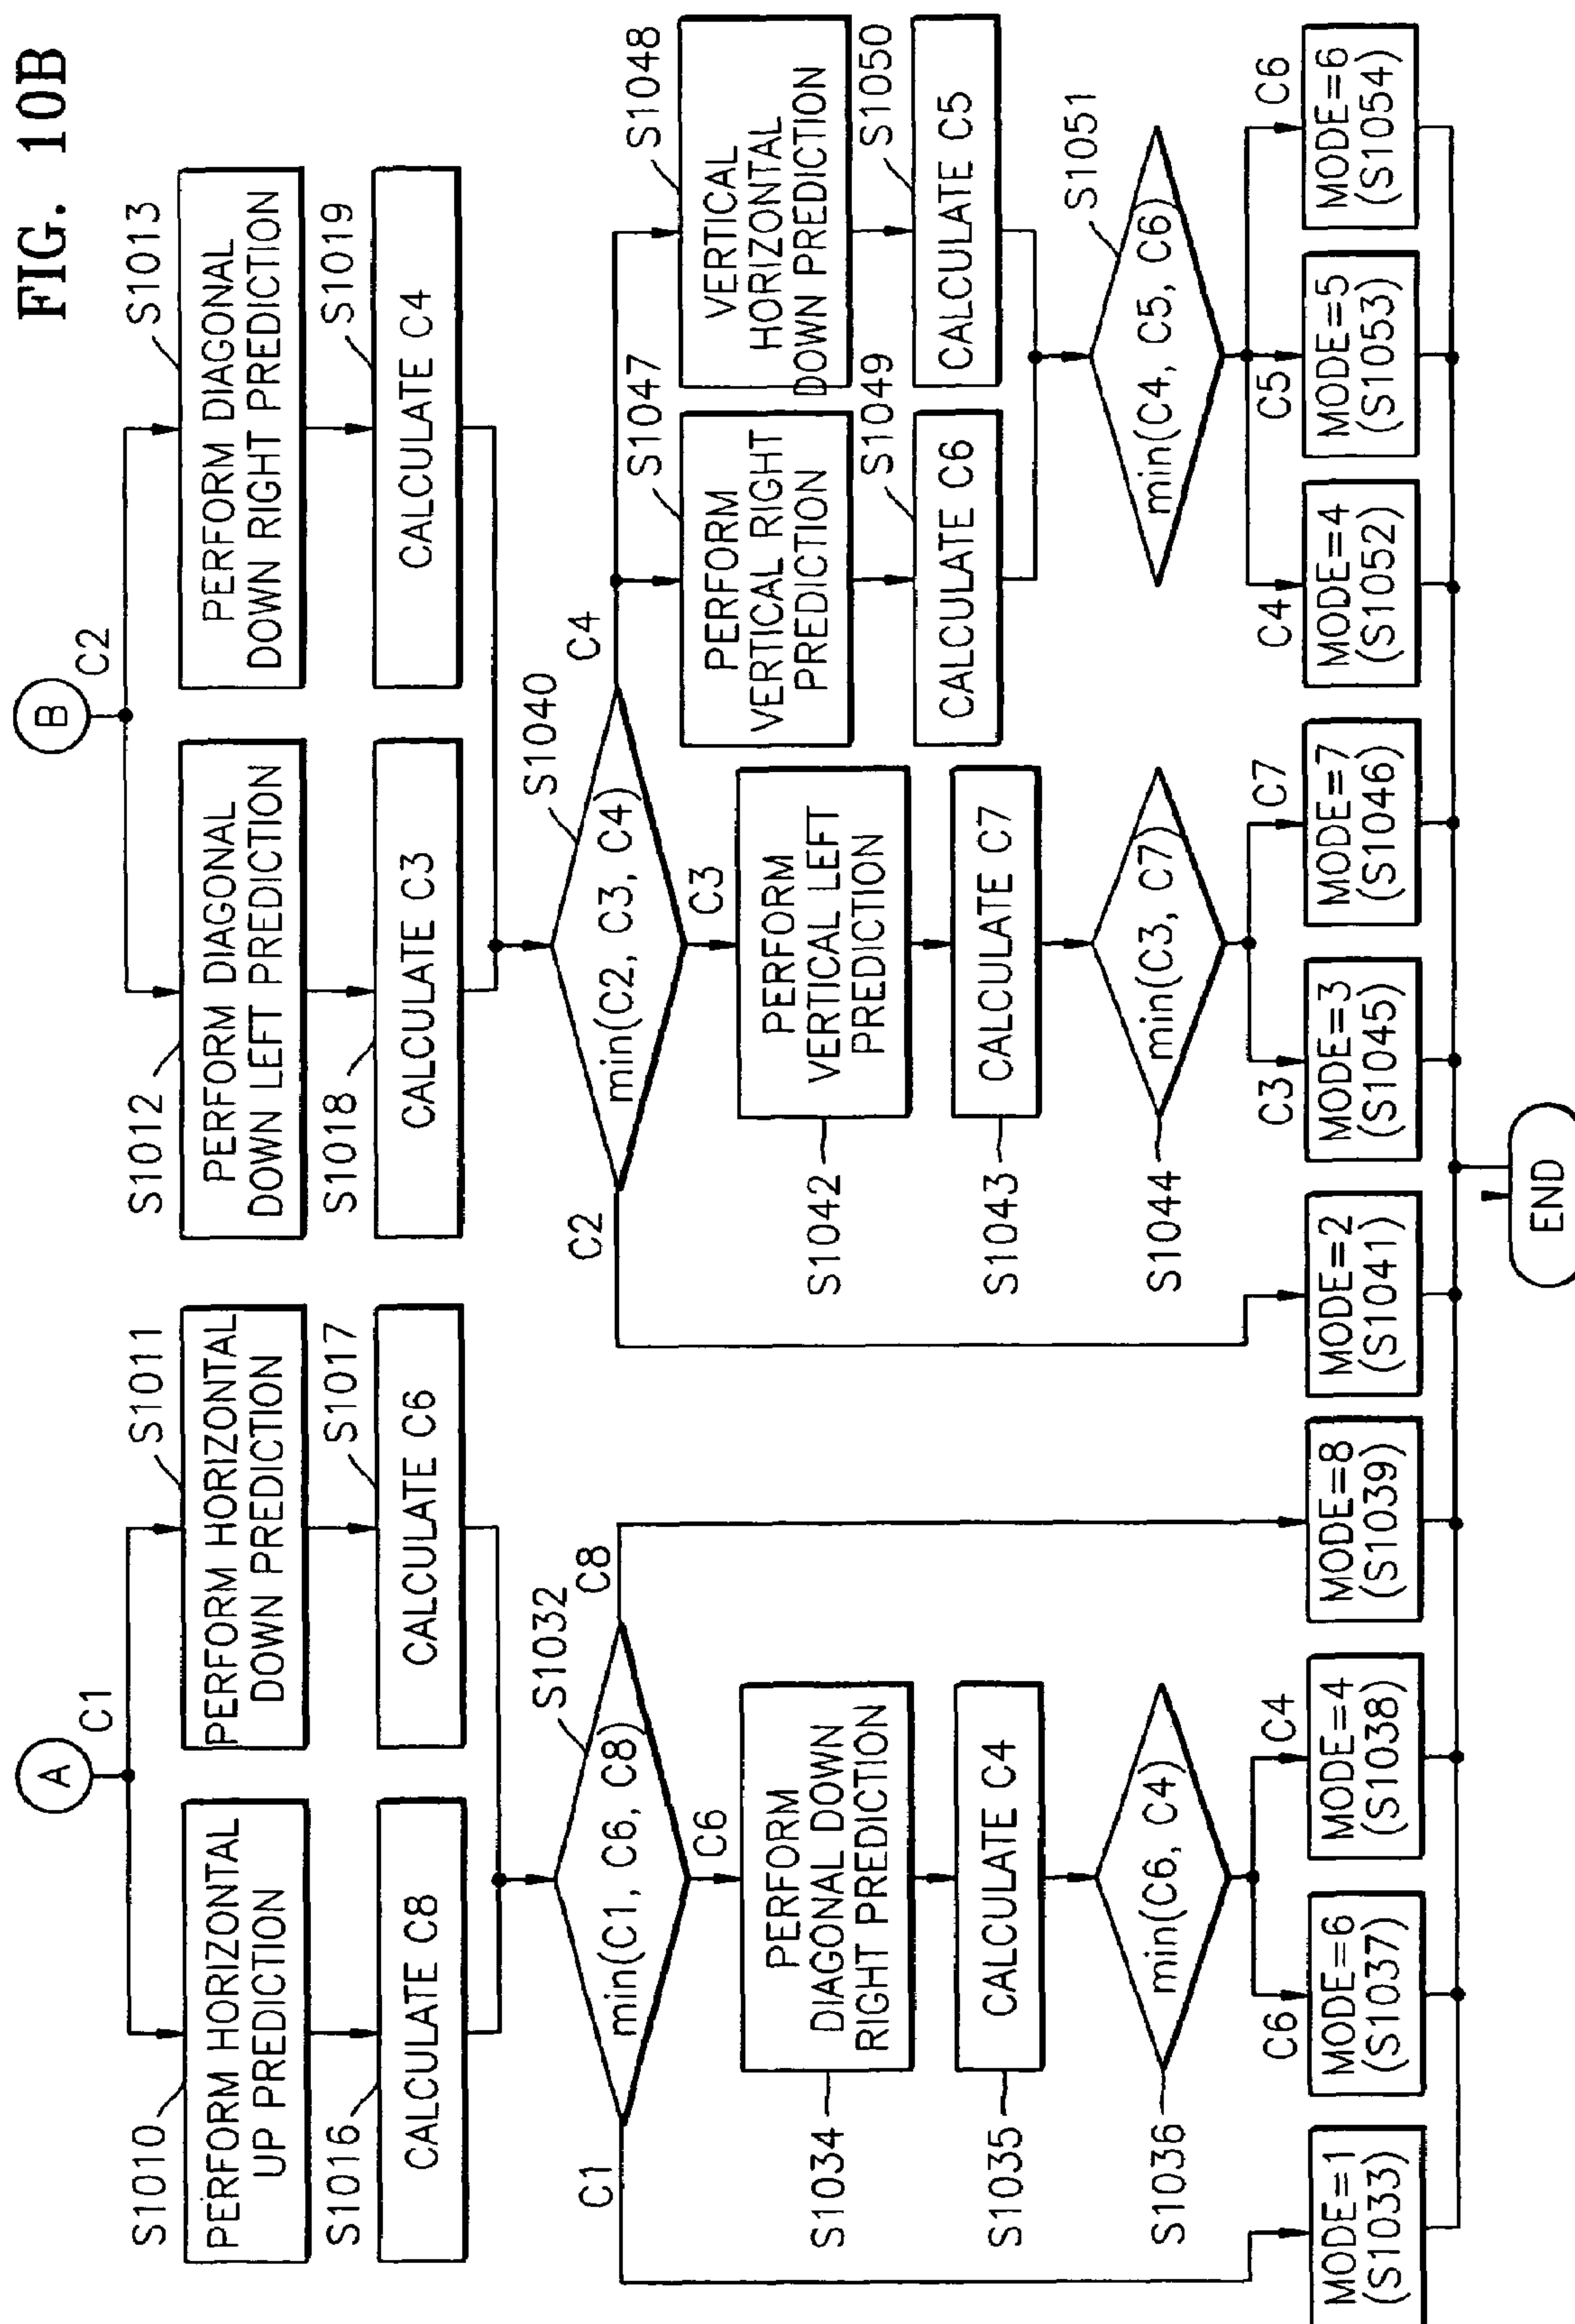 FIG. 10B
A
C1
S1010
PERFORM HORIZONTAL
UP PREDICTION
S1011
PERFORM HORIZONTAL
DOWN PREDICTION
S1016
CALCULATE C8
S1017
CALCULATE C6
S1032
min(C1, C6, C8)
C1
C6
C8
S1034
PERFORM
DIAGONAL DOWN
RIGHT PREDICTION
S1035
CALCULATE C4
S1036
min(C6, C4)
C6
C4
MODE=1
(S1033)
MODE=6
(S1037)
MODE=4
(S1038)
MODE=8
(S1039)
B
C2
S1012
PERFORM DIAGONAL
DOWN LEFT PREDICTION
S1013
PERFORM DIAGONAL
DOWN RIGHT PREDICTION
S1018
CALCULATE C3
S1019
CALCULATE C4
S1040
min(C2, C3, C4)
C2
C3
C4
S1042
PERFORM
VERTICAL LEFT
PREDICTION
S1043
CALCULATE C7
S1044
min(C3, C7)
C3
C7
S1047
PERFORM
VERTICAL RIGHT
PREDICTION
S1048
VERTICAL
HORIZONTAL
DOWN PREDICTION
S1049
CALCULATE C6
S1050
CALCULATE C5
S1051
min(C4, C5, C6)
C4
C5
C6
MODE=2
(S1041)
MODE=3
(S1045)
MODE=7
(S1046)
MODE=4
(S1052)
MODE=5
(S1053)
MODE=6
(S1054)
END